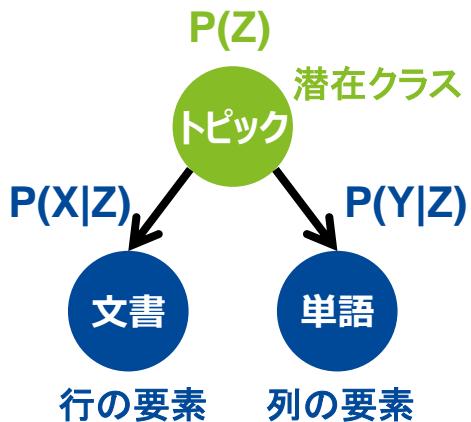 P(Z)
潜在クラス
トピック
P(X|Z)
P(Y|Z)
文書
単語
行の要素
列の要素